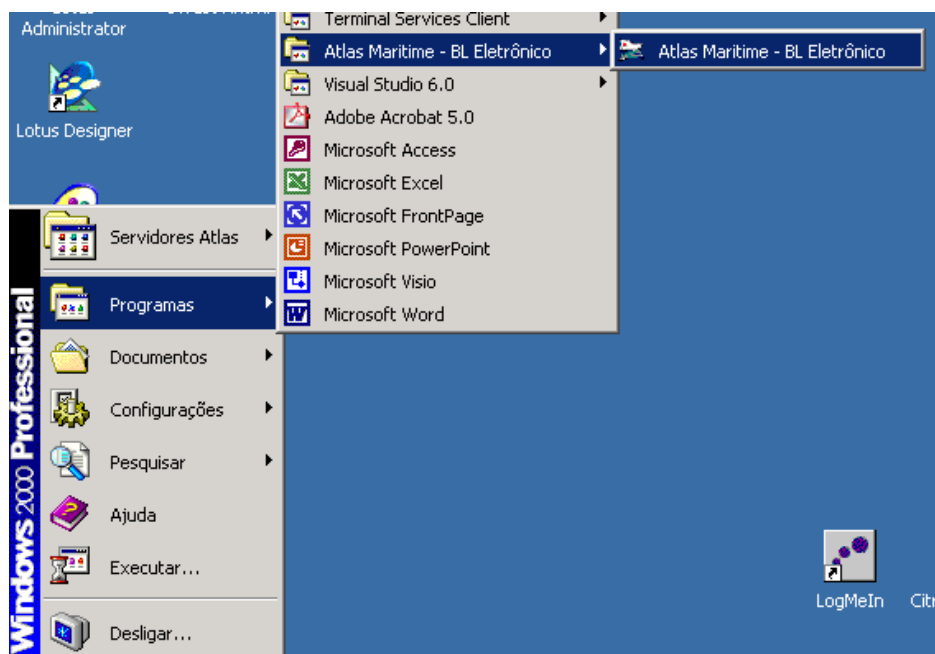 Administrator
Lotus Designer
Terminal Services Client
Atlas Maritime - BL Eletrônico
Atlas Maritime - BL Eletrônico
Visual Studio 6.0
Adobe Acrobat 5.0
Microsoft Access
Microsoft Excel
Microsoft FrontPage
Microsoft PowerPoint
Microsoft Visio
Microsoft Word
Servidores Atlas
Programas
Documentos
Configurações
Pesquisar
Ajuda
Executar...
Desligar...
Windows 2000 Professional
LogMeIn